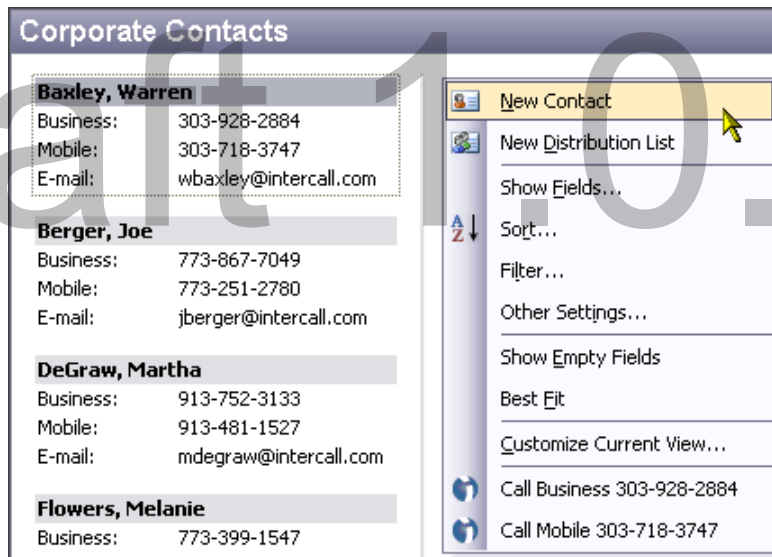 Corporate Contacts
Baxley, Warren
Business: 303-928-2884
Mobile: 303-718-3747
E-mail: wbaxley@intercall.com
Berger, Joe
Business: 773-867-7049
Mobile: 773-251-2780
E-mail: jberger@intercall.com
DeGraw, Martha
Business: 913-752-3133
Mobile: 913-481-1527
E-mail: mdegraw@intercall.com
Flowers, Melanie
Business: 773-399-1547
New Contact
New Distribution List
Show Fields...
Sort...
Filter...
Other Settings...
Show Empty Fields
Best Fit
Customize Current View...
Call Business 303-928-2884
Call Mobile 303-718-3747
aft 1.0.